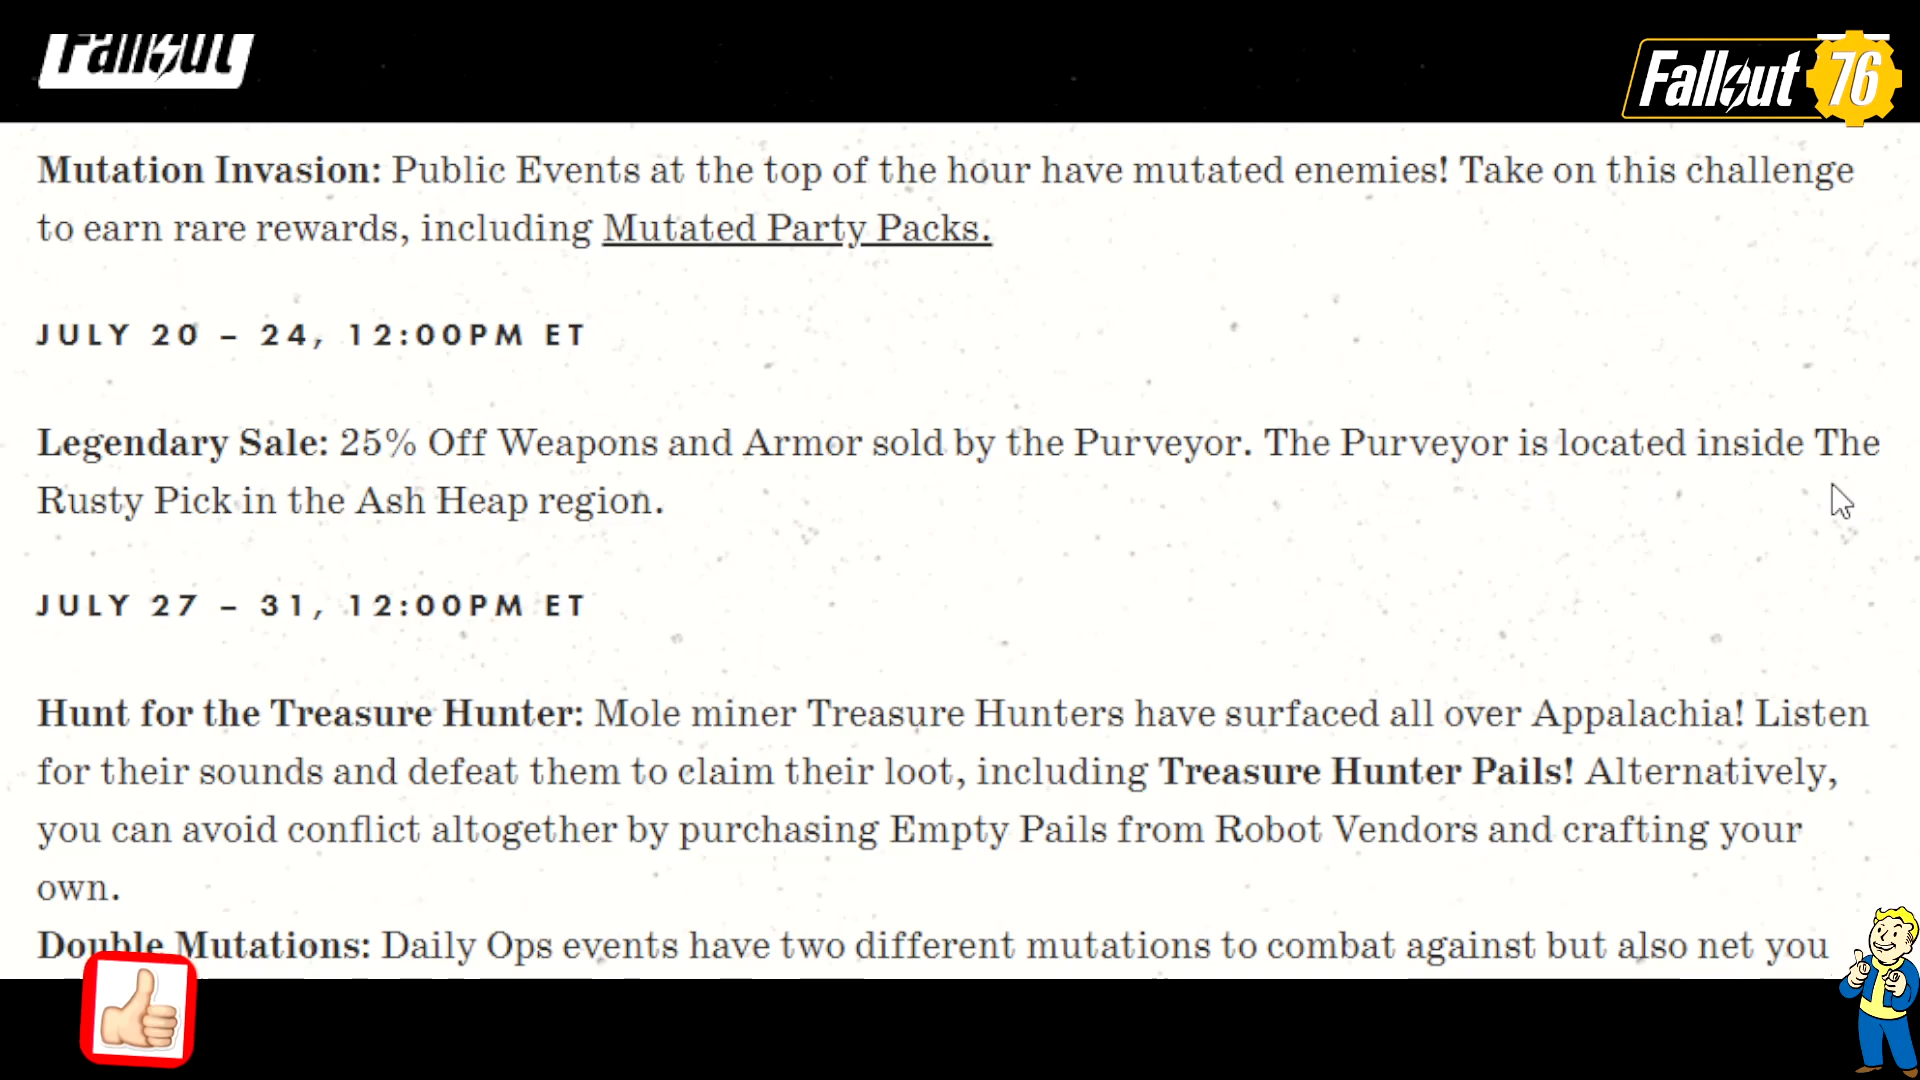 Fallout
Fallout 76
Mutation Invasion: Public Events at the top of the hour have mutated enemies! Take on this challenge
to earn rare rewards, including Mutated Party Packs.
JULY 20 – 24, 12:00PM ET
Legendary Sale: 25% Off Weapons and Armor sold by the Purveyor. The Purveyor is located inside The
Rusty Pick in the Ash Heap region.
JULY 27 – 31, 12:00PM ET
Hunt for the Treasure Hunter: Mole miner Treasure Hunters have surfaced all over Appalachia! Listen
for their sounds and defeat them to claim their loot, including Treasure Hunter Pails! Alternatively,
you can avoid conflict altogether by purchasing Empty Pails from Robot Vendors and crafting your
own.
Double Mutations: Daily Ops events have two different mutations to combat against but also net you